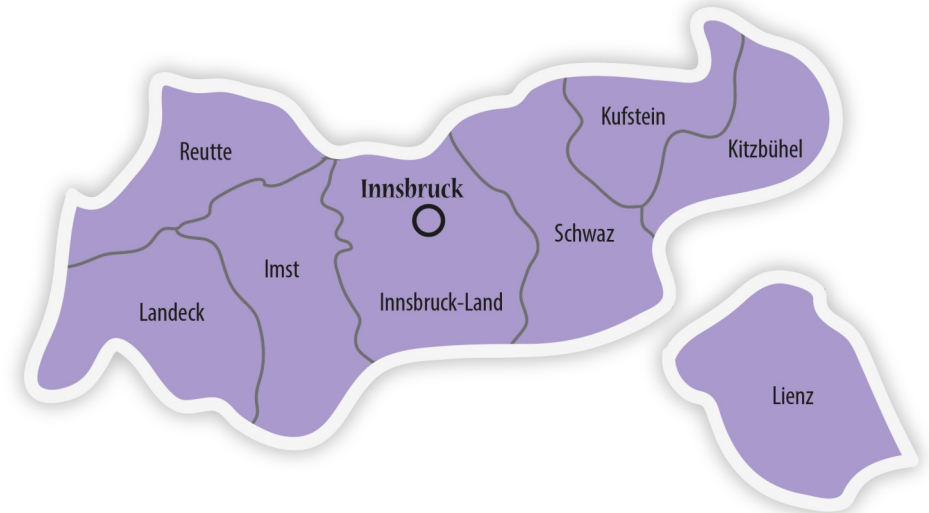 Kufstein
Reutte
Kitzbühel
Innsbruck
Schwaz
Imst
Innsbruck-Land
Landeck
Lienz